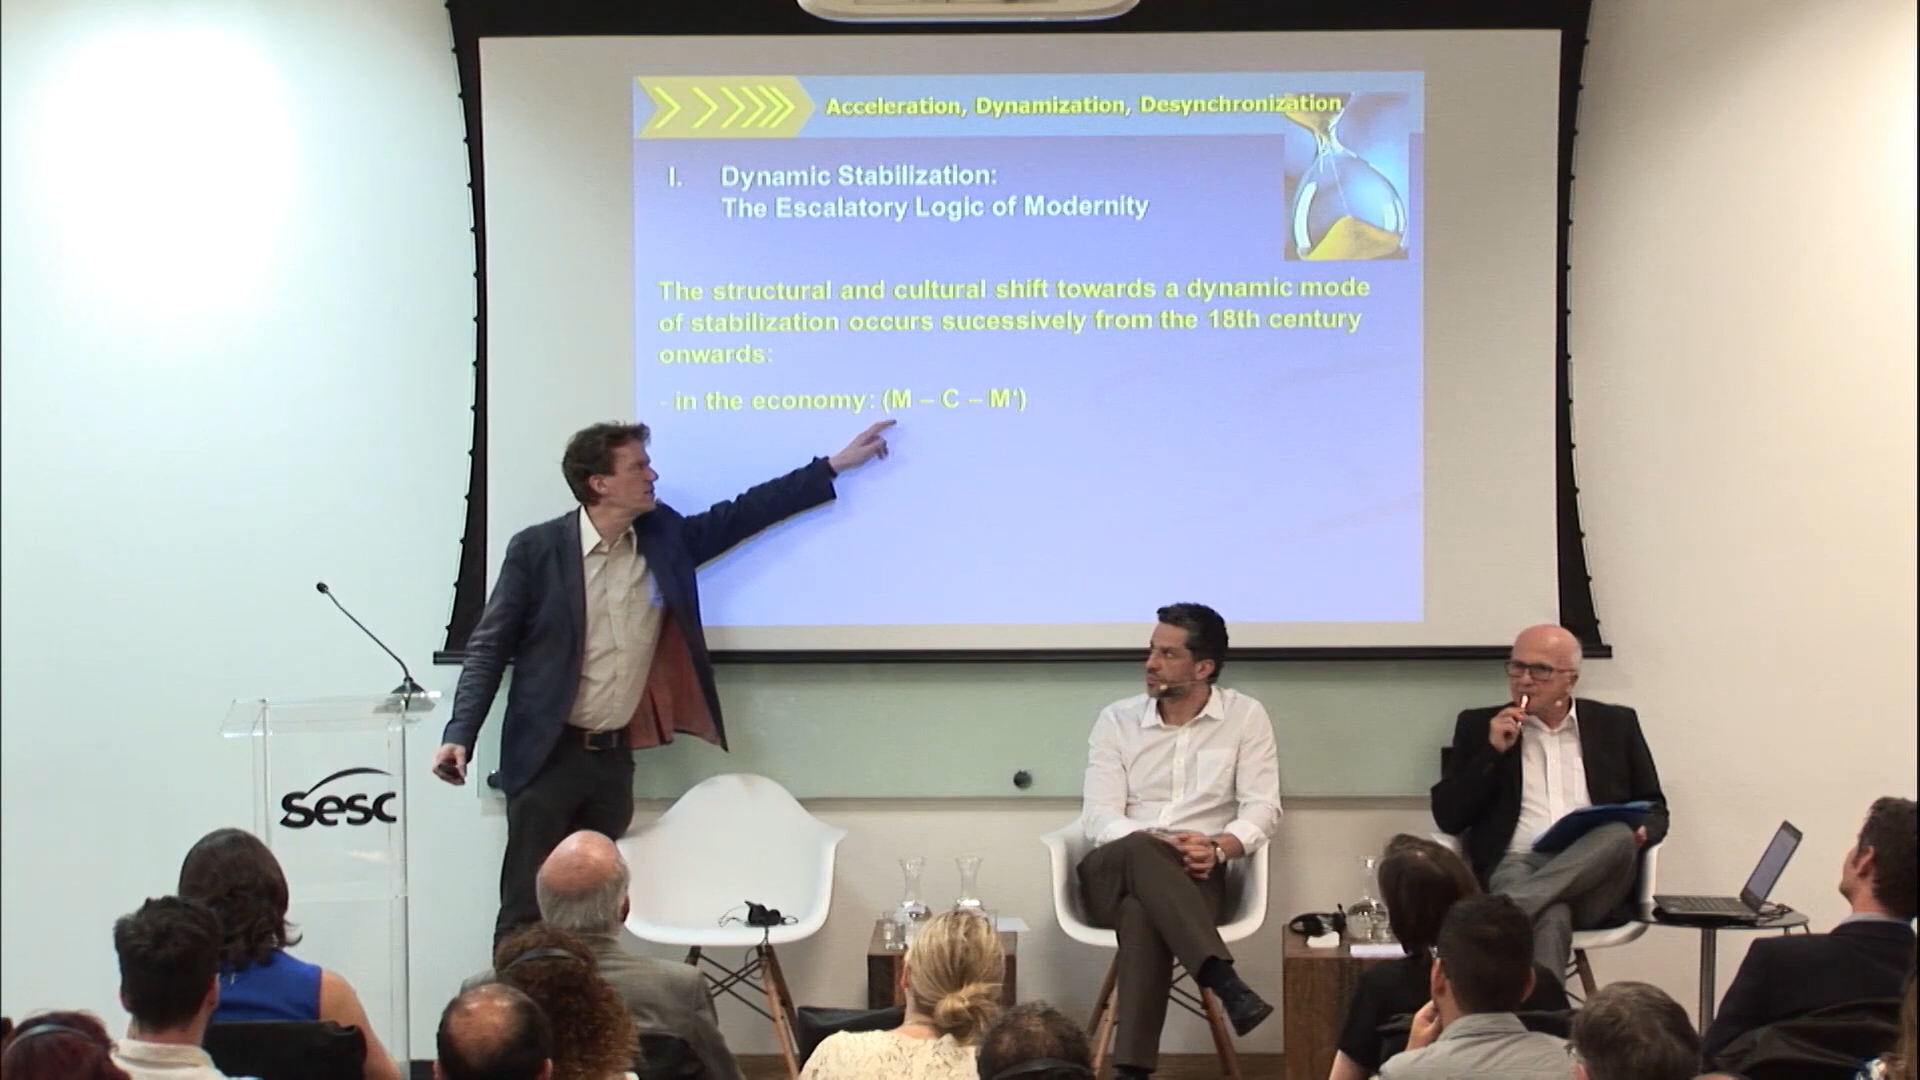 Acceleration, Dynamization, Desynchronization
I. Dynamic Stabilization:
The Escalatory Logic of Modernity
The structural and cultural shift towards a dynamic mode
of stabilization occurs sucessively from the 18th century
onwards:
- in the economy: (M – C – M‘)
sesc